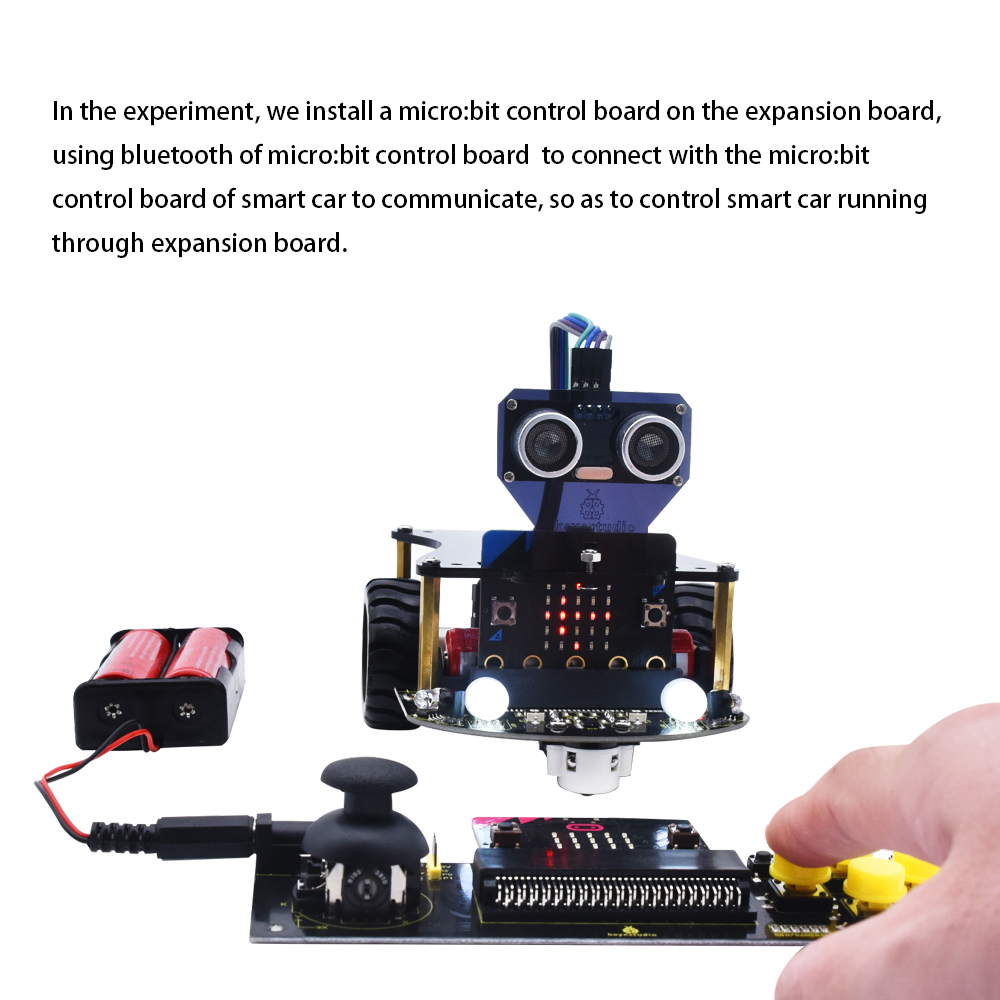 In the experiment, we install a micro:bit control board on the expansion board,
using bluetooth of micro:bit control board to connect with the micro:bit
control board of smart car to communicate, so as to control smart car running
through expansion board.
keyestudio
A
keyestudio